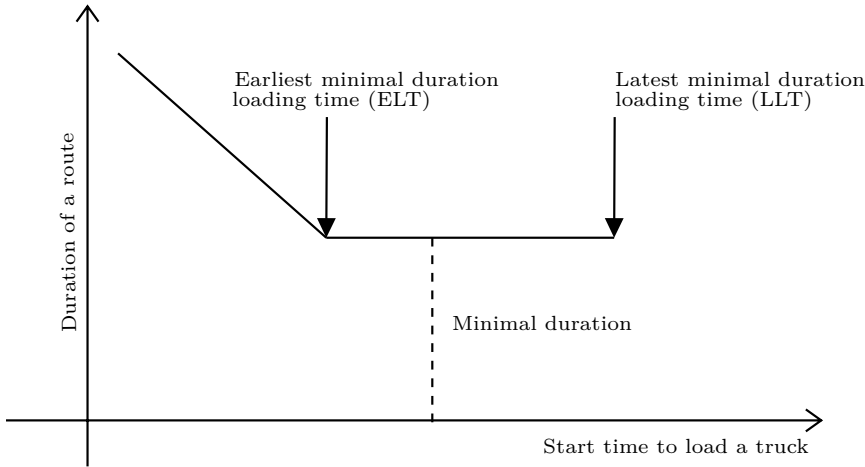 Earliest minimal duration
loading time (ELT)
Latest minimal duration
loading time (LLT)
Duration of a route
Minimal duration
Start time to load a truck